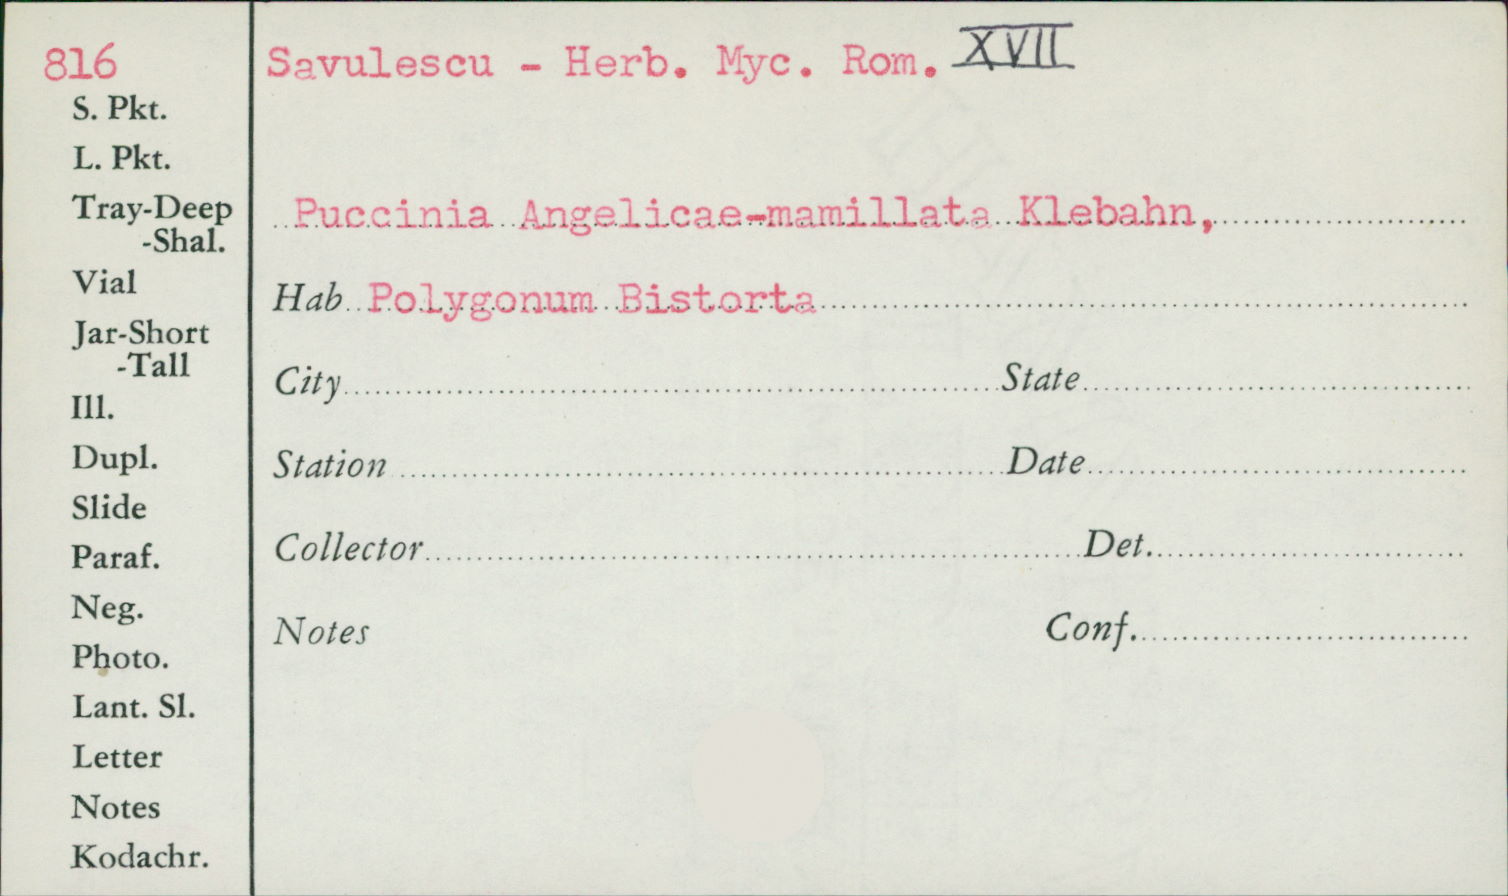 816
Savulescu - Herb. Myc. Rom. XVII
S. Pkt.
L. Pkt.
Tray-Deep
-Shal.
Vial
Jar-Short
-Tall
Ill.
Dupl.
Slide
Paraf.
Neg.
Photo.
Lant. Sl.
Letter
Notes
Kodachr.
Puccinia Angelicae-mamillata Klebahn,
Hab Polygonum Bistorta
City State
Station Date
Collector Det.
Notes Conf.